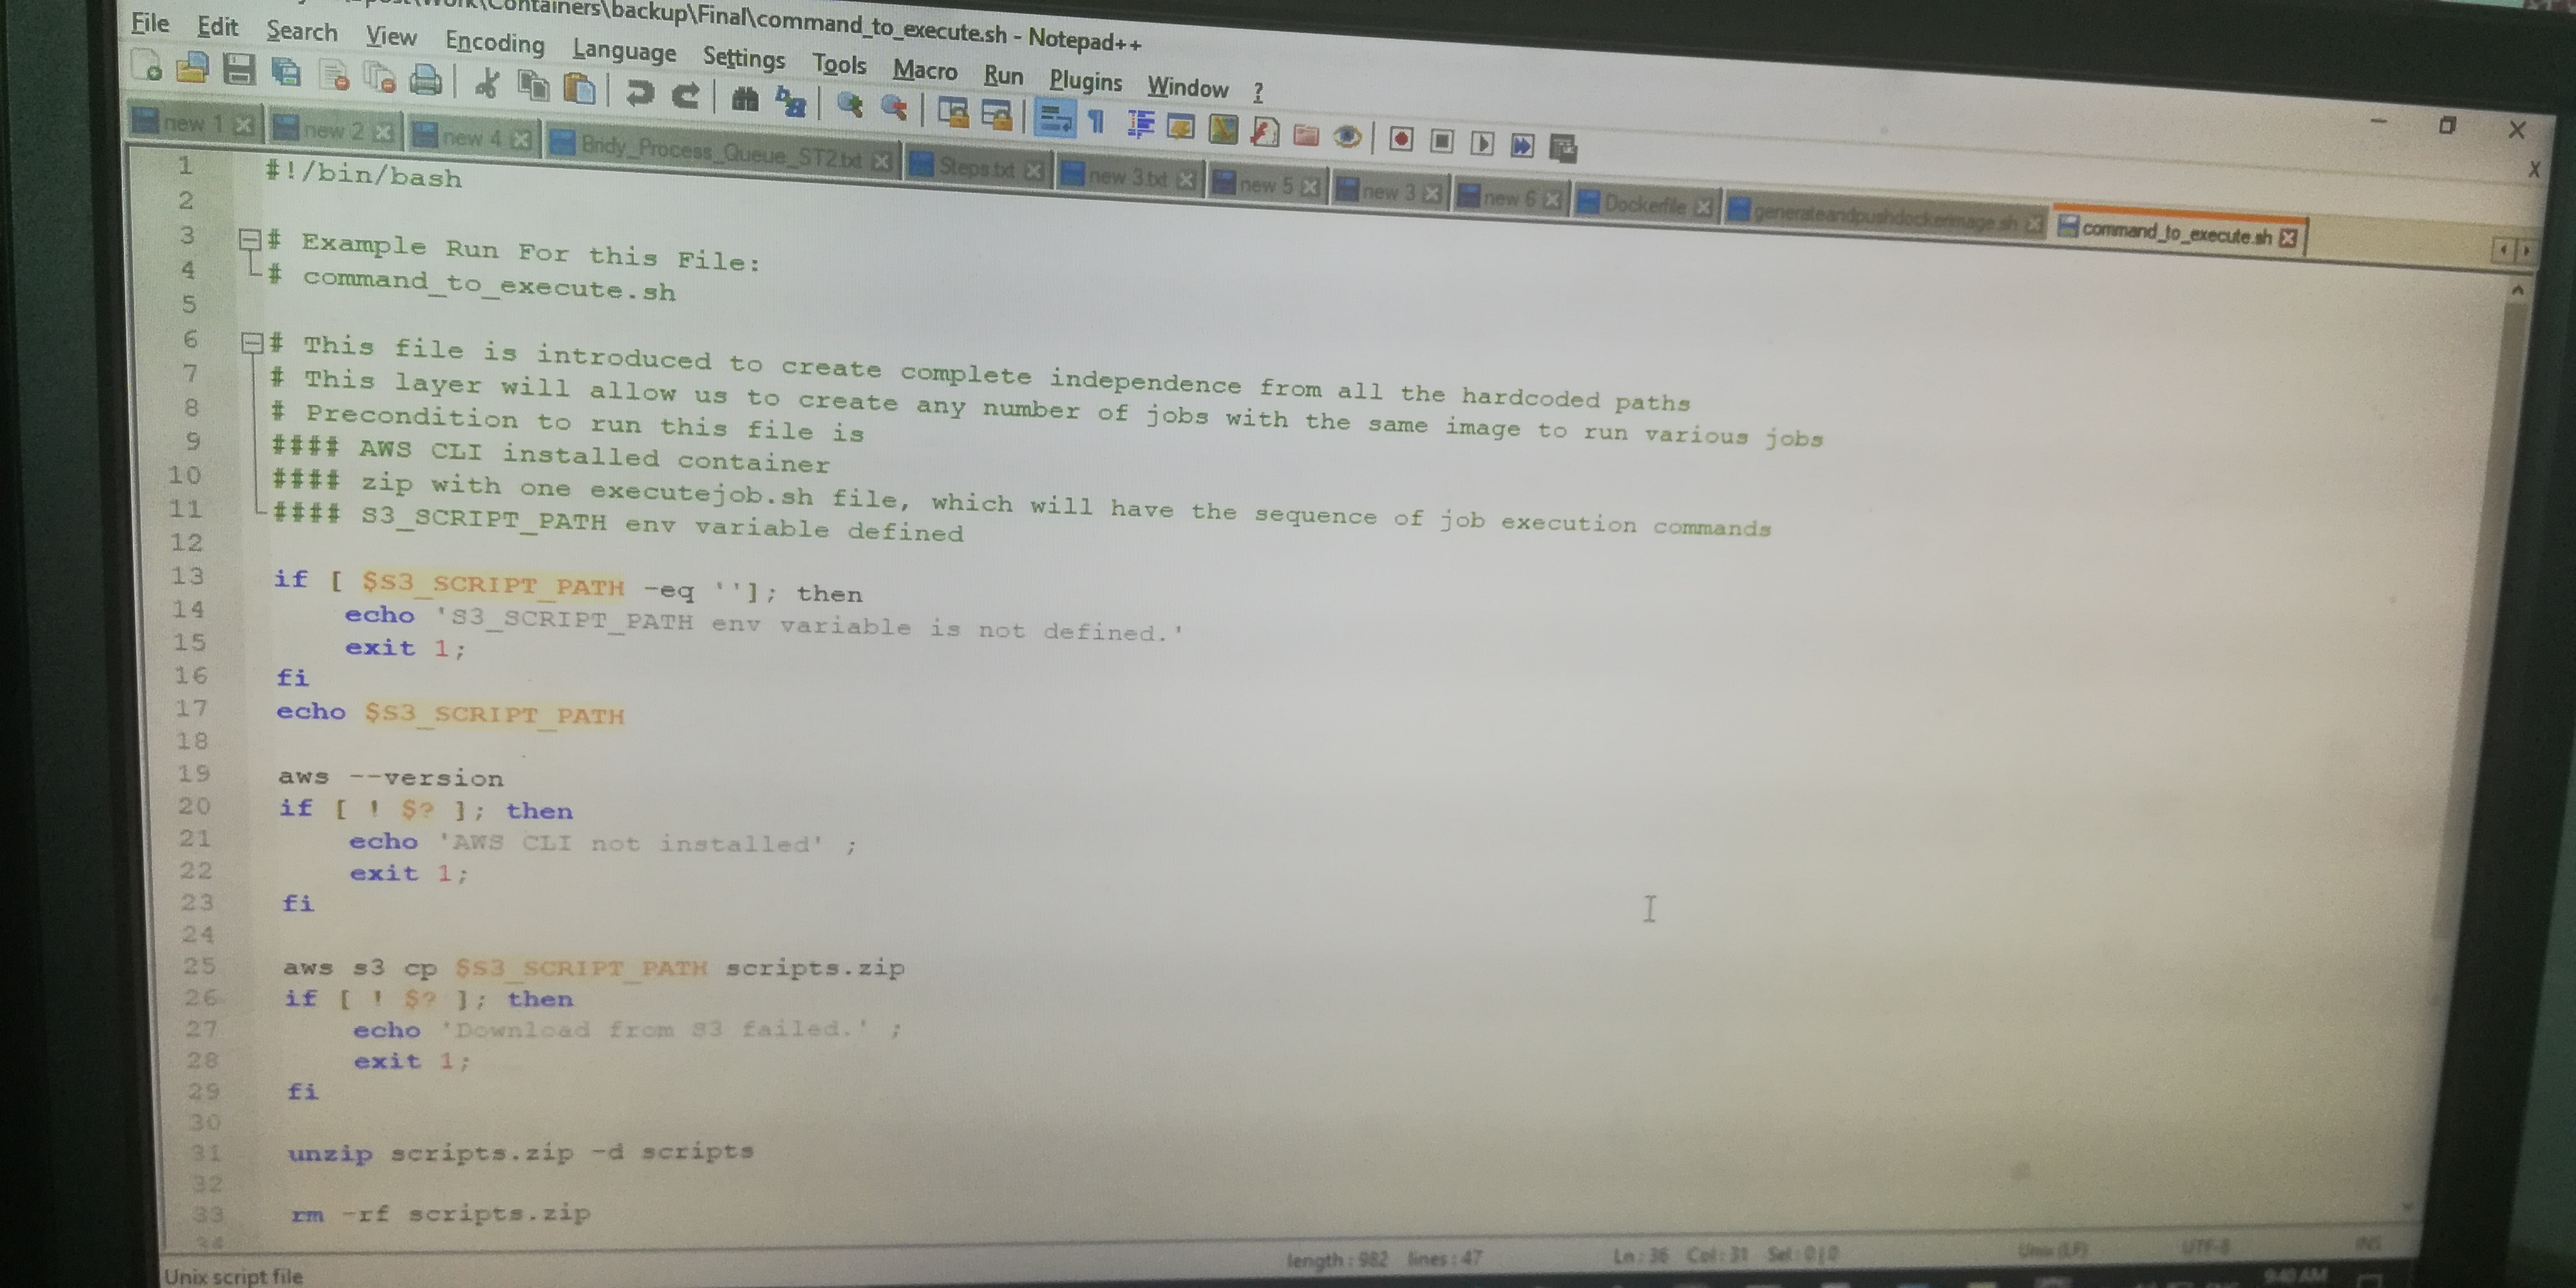 \Containers\backup\Final\command_to_execute.sh - Notepad++
File Edit Search View Encoding Language Settings Tools Macro Run Plugins Window ?
new 1 new 2 new 4 Bridy_Process_Queue_ST2.txt Steps.txt new 3.txt new 5 new 3 new 6 Dockerfile generateandpushdockerimage.sh command_to_execute.sh
1 #!/bin/bash
2
3 # Example Run For this File:
4 # command_to_execute.sh
5
6 # This file is introduced to create complete independence from all the hardcoded paths
7 # This layer will allow us to create any number of jobs with the same image to run various jobs
8 # Precondition to run this file is
9 #### AWS CLI installed container
10 #### zip with one executejob.sh file, which will have the sequence of job execution commands
11 #### S3_SCRIPT_PATH env variable defined
12
13 if [ $S3_SCRIPT_PATH -eq '']; then
14 echo 'S3_SCRIPT_PATH env variable is not defined.'
15 exit 1;
16 fi
17 echo $S3_SCRIPT_PATH
18
19 aws --version
20 if [ ! $? ]; then
21 echo 'AWS CLI not installed' ;
22 exit 1;
23 fi
24
25 aws s3 cp $S3_SCRIPT_PATH scripts.zip
26 if [ ! $? ]; then
27 echo 'Download from S3 failed.' ;
28 exit 1;
29 fi
30
31 unzip scripts.zip -d scripts
32
33 rm -rf scripts.zip
34
Unix script file length : 982 lines : 47 Ln : 36 Col : 31 Sel : 0 | 0 Unix (LF) UTF-8 INS
9:40 AM